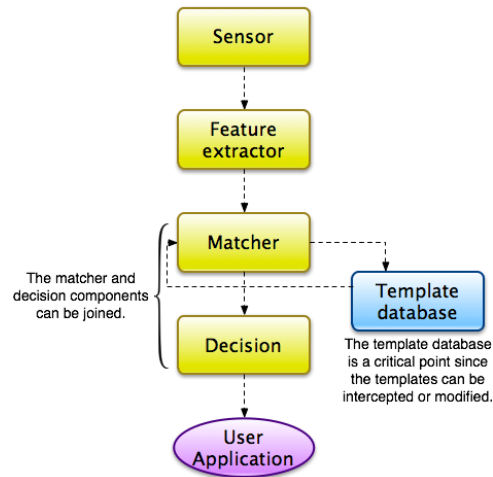 Sensor
Feature
extractor
Matcher
The matcher and
decision components
can be joined.
Template
database
Decision
The template database
is a critical point since
the templates can be
intercepted or modified.
User
Application